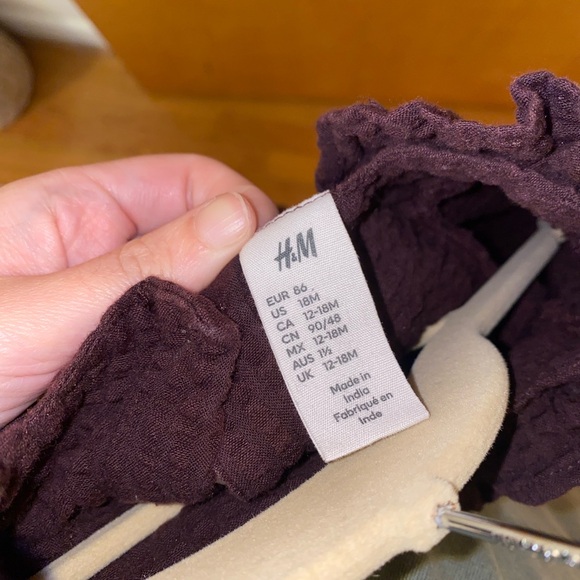 H&M
EUR 86
US 18M
CA 12-18M
CN 90/48
MX 12-18M
AUS 1½
UK 12-18M
Made in
India
Fabriqué en
Inde